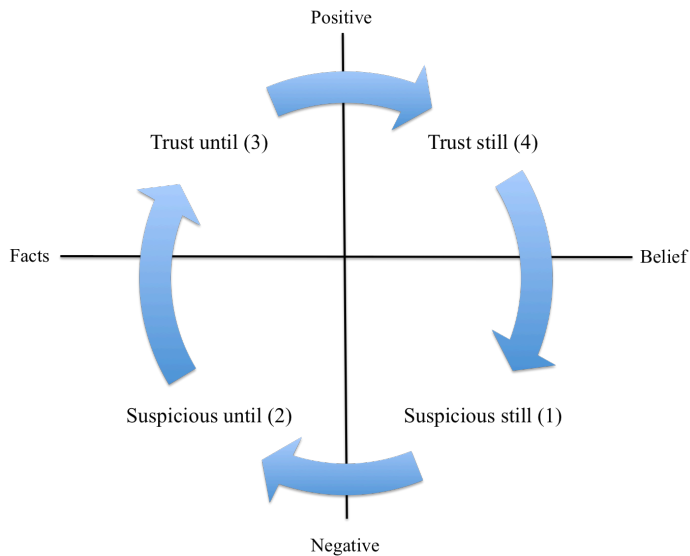 Positive
Trust until (3)
Trust still (4)
Facts
Belief
Suspicious until (2)
Suspicious still (1)
Negative